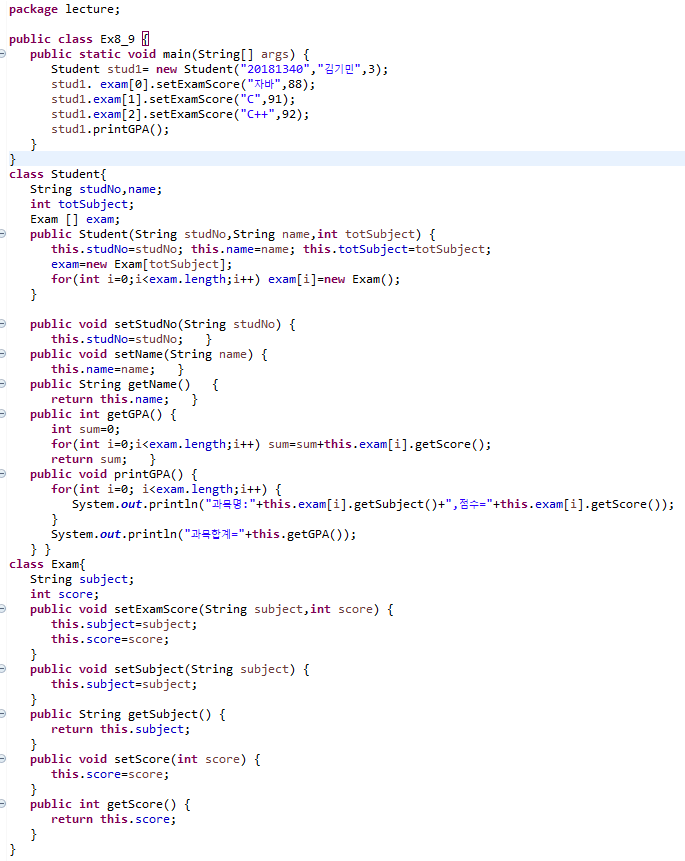 package lecture;
public class Ex8_9 {
public static void main(String[] args) {
Student stud1= new Student("20181340","김기민",3);
stud1. exam[0].setExamScore("자바",88);
stud1.exam[1].setExamScore("C",91);
stud1.exam[2].setExamScore("C++",92);
stud1.printGPA();
}
}
class Student{
String studNo,name;
int totSubject;
Exam [] exam;
public Student(String studNo,String name,int totSubject) {
this.studNo=studNo; this.name=name; this.totSubject=totSubject;
exam=new Exam[totSubject];
for(int i=0;i<exam.length;i++) exam[i]=new Exam();
}
public void setStudNo(String studNo) {
this.studNo=studNo;   }
public void setName(String name) {
this.name=name;   }
public String getName()   {
return this.name;   }
public int getGPA() {
int sum=0;
for(int i=0;i<exam.length;i++) sum=sum+this.exam[i].getScore();
return sum;   }
public void printGPA() {
for(int i=0; i<exam.length;i++) {
System.out.println("과목명:"+this.exam[i].getSubject()+",점수="+this.exam[i].getScore());
}
System.out.println("과목합계="+this.getGPA());
} }
class Exam{
String subject;
int score;
public void setExamScore(String subject,int score) {
this.subject=subject;
this.score=score;
}
public void setSubject(String subject) {
this.subject=subject;
}
public String getSubject() {
return this.subject;
}
public void setScore(int score) {
this.score=score;
}
public int getScore() {
return this.score;
}
}